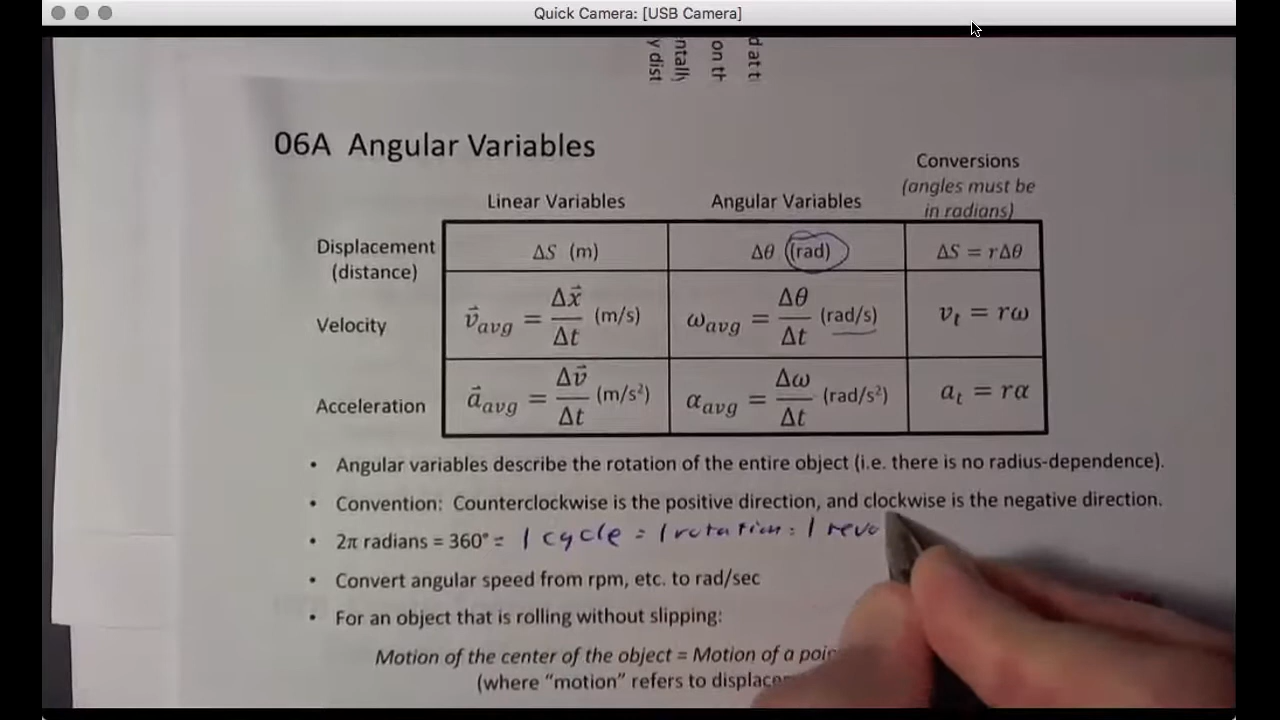 Quick Camera: [USB Camera]
y dist
ntally
on th
d at t
06A Angular Variables
Conversions
(angles must be
in radians)
Linear Variables Angular Variables
Displacement
(distance)
ΔS (m) Δθ (rad) ΔS = rΔθ
Velocity v⃗avg = Δx⃗/Δt (m/s) ωavg = Δθ/Δt (rad/s) vt = rω
Acceleration a⃗avg = Δv⃗/Δt (m/s²) αavg = Δω/Δt (rad/s²) at = rα
• Angular variables describe the rotation of the entire object (i.e. there is no radius-dependence).
• Convention: Counterclockwise is the positive direction, and clockwise is the negative direction.
• 2π radians = 360° = 1 cycle = 1 rotation = 1 revo
• Convert angular speed from rpm, etc. to rad/sec
• For an object that is rolling without slipping:
Motion of the center of the object = Motion of a poin
(where "motion" refers to displace